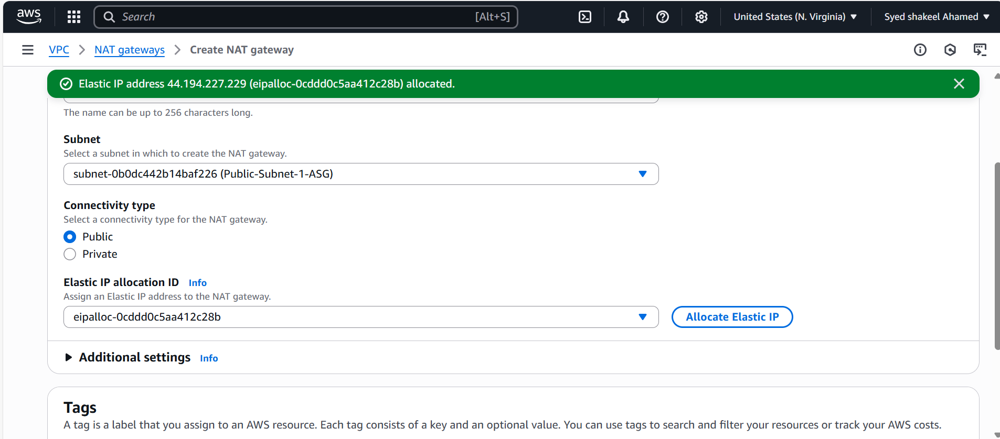 aws
Search [Alt+S]
United States (N. Virginia)
Syed shakeel Ahamed
VPC > NAT gateways > Create NAT gateway
Elastic IP address 44.194.227.229 (eipalloc-0cddd0c5aa412c28b) allocated.
The name can be up to 256 characters long.
Subnet
Select a subnet in which to create the NAT gateway.
subnet-0b0dc442b14baf226 (Public-Subnet-1-ASG)
Connectivity type
Select a connectivity type for the NAT gateway.
Public
Private
Elastic IP allocation ID Info
Assign an Elastic IP address to the NAT gateway.
eipalloc-0cddd0c5aa412c28b
Allocate Elastic IP
Additional settings Info
Tags
A tag is a label that you assign to an AWS resource. Each tag consists of a key and an optional value. You can use tags to search and filter your resources or track your AWS costs.